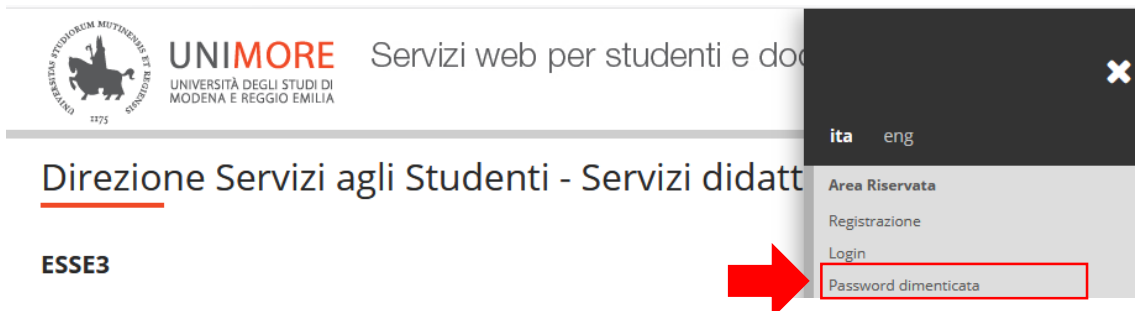 STUDIORUM MUTINENSIS ET REGIENSIS
UNIVERSITAS
1175
UNIMORE
UNIVERSITÀ DEGLI STUDI DI
MODENA E REGGIO EMILIA
Servizi web per studenti e doc
ita eng
Direzione Servizi agli Studenti - Servizi didatt
ESSE3
Area Riservata
Registrazione
Login
Password dimenticata